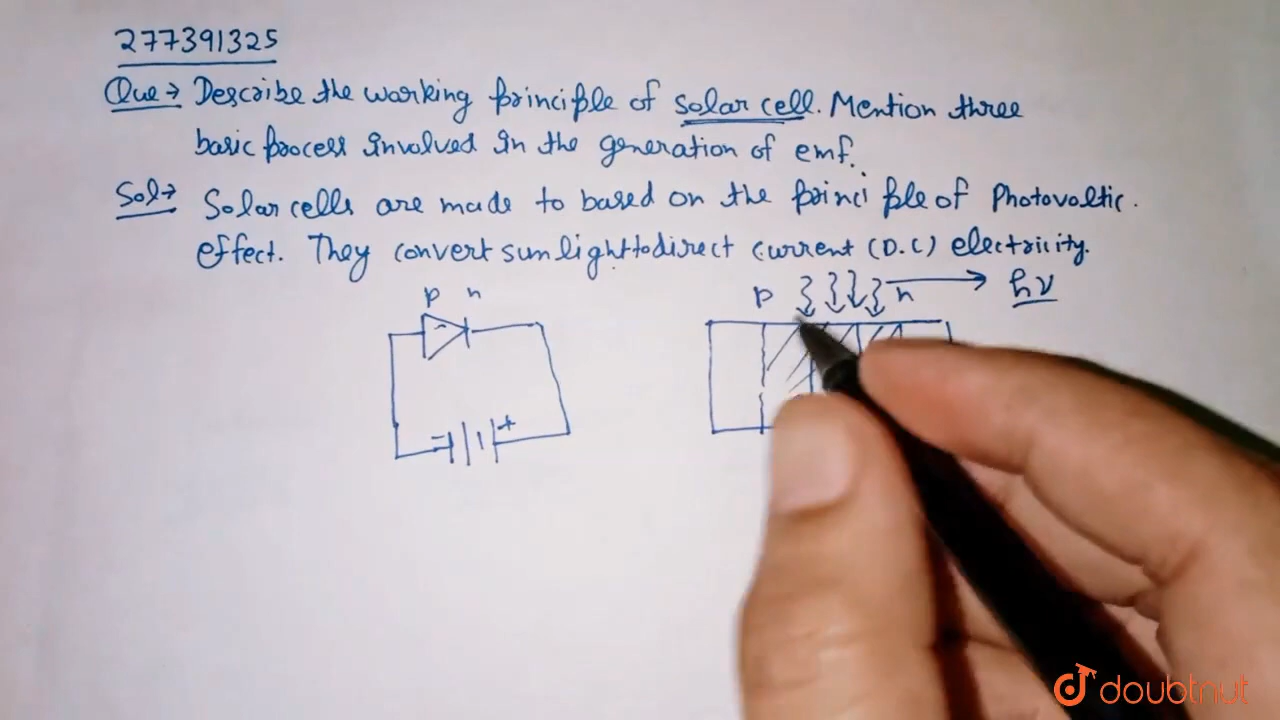 277391325
Que → Describe the working principle of solar cell. Mention three
basic process involved in the generation of emf.
Sol → Solar cells are made to based on the principle of Photovoltic.
effect. They convert sunlight to direct current (D.C) electricity.
p n
p n hν
- +
doubtnut